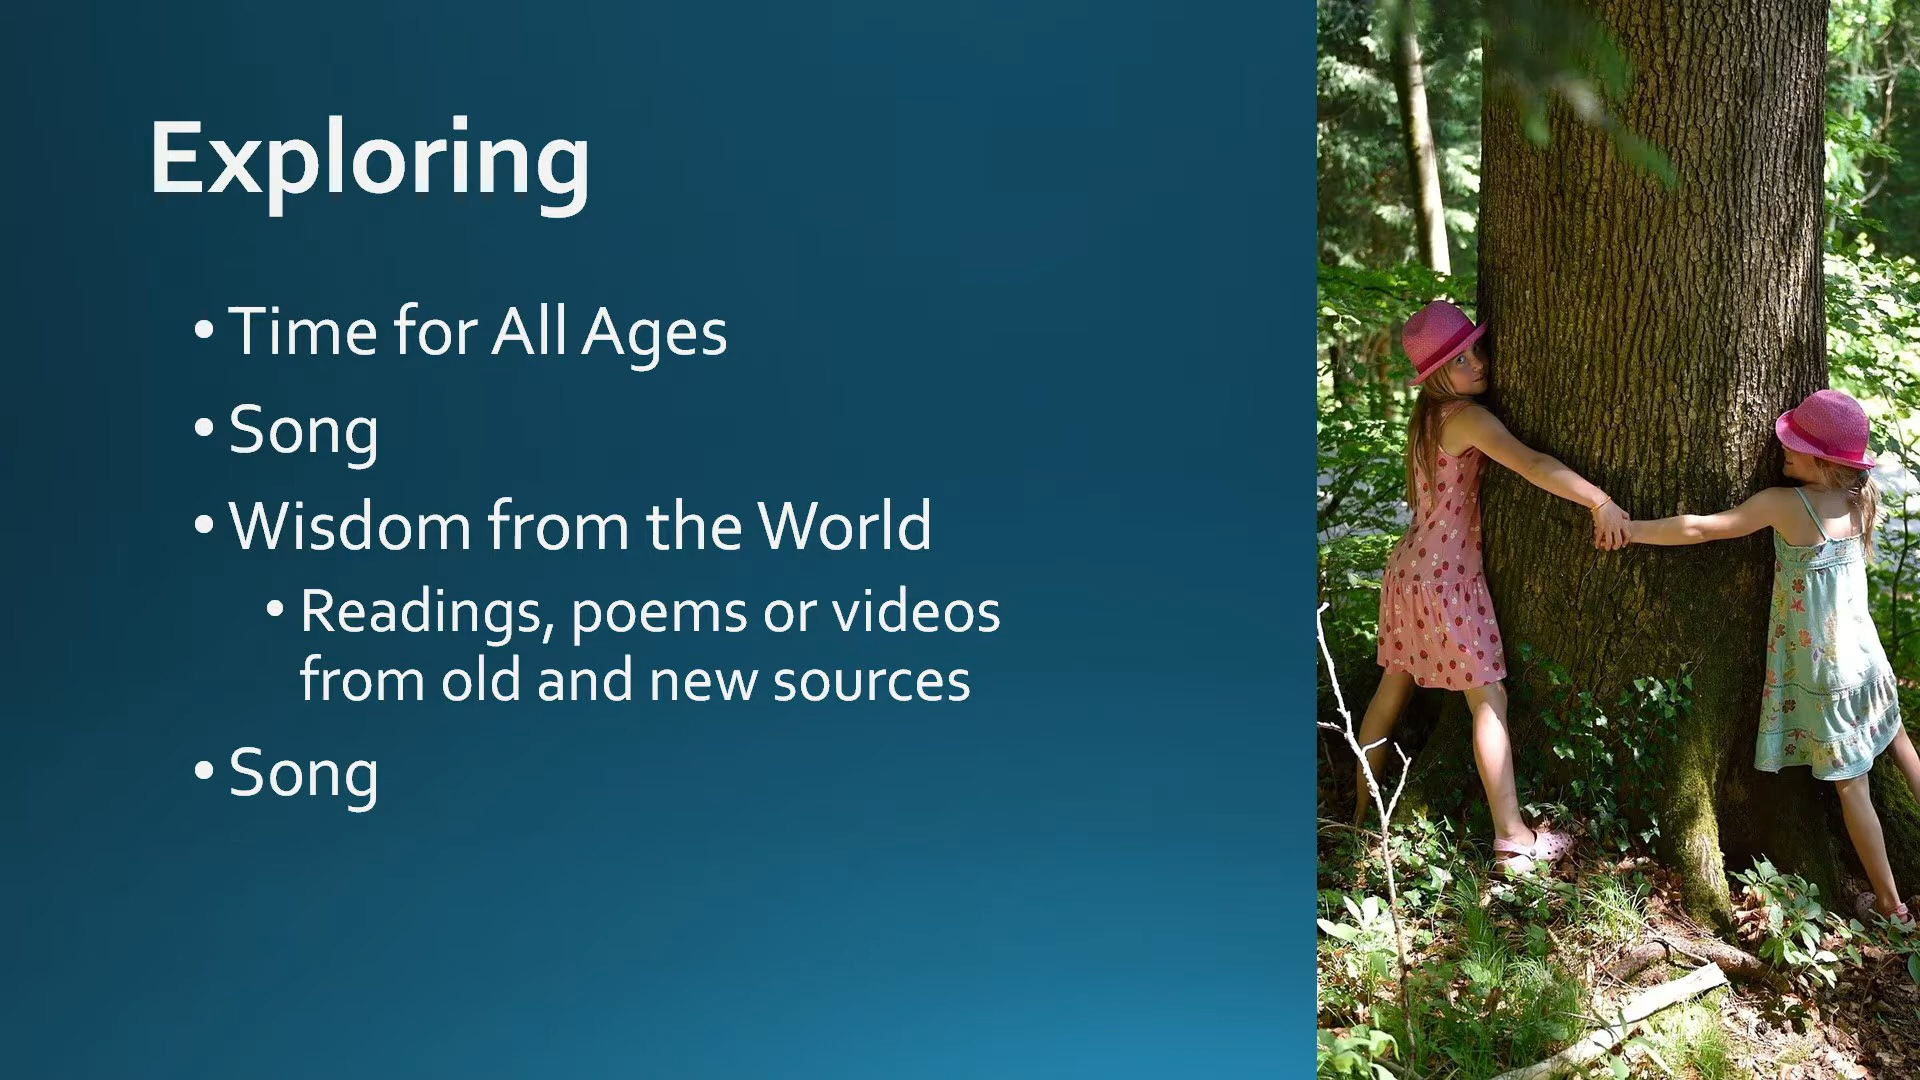 Exploring
• Time for All Ages
• Song
• Wisdom from the World
• Readings, poems or videos
from old and new sources
• Song